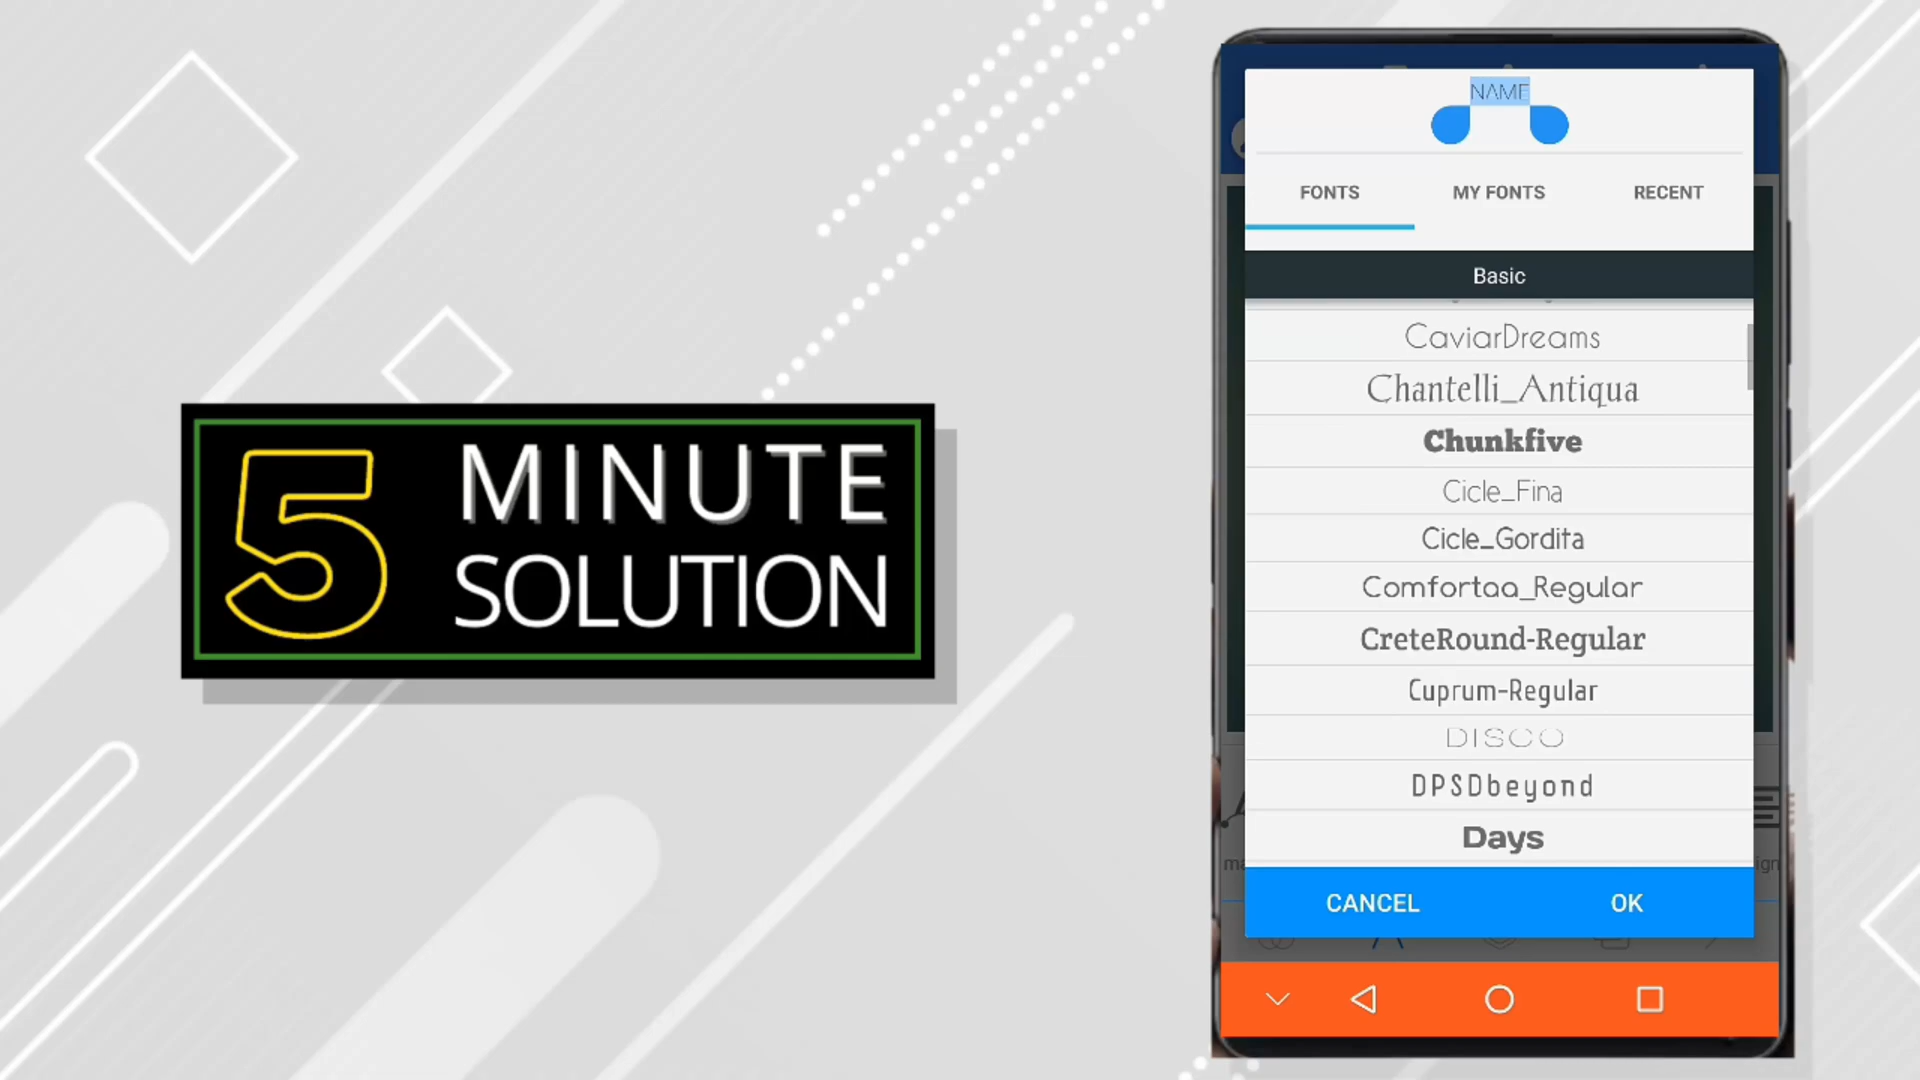 5 MINUTE
SOLUTION
NAME
FONTS MY FONTS RECENT
Basic
CaviarDreams
Chantelli_Antiqua
Chunkfive
Cicle_Fina
Cicle_Gordita
Comfortaa_Regular
CreteRound-Regular
Cuprum-Regular
DISCO
DPSDbeyond
Days
CANCEL OK